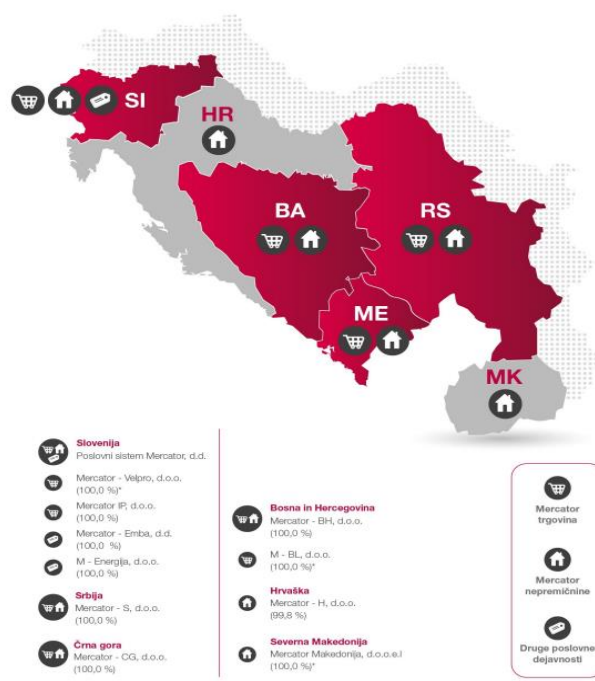 SI
HR
BA
RS
ME
MK
Slovenija
Poslovni sistem Mercator, d.d.
Mercator - Velpro, d.o.o.
(100,0 %)*
Mercator IP, d.o.o.
(100,0 %)
Mercator - Emba, d.d.
(100,0 %)
M - Energija, d.o.o.
(100,0 %)
Srbija
Mercator - S, d.o.o.
(100,0 %)
Črna gora
Mercator - CG, d.o.o.
(100,0 %)
Bosna in Hercegovina
Mercator - BH, d.o.o.
(100,0 %)
M - BL, d.o.o.
(100,0 %)*
Hrvaška
Mercator - H, d.o.o.
(99,8 %)
Severna Makedonija
Mercator Makedonija, d.o.o.e.l
(100,0 %)*
Mercator
trgovina
Mercator
nepremičnine
Druge poslovne
dejavnosti